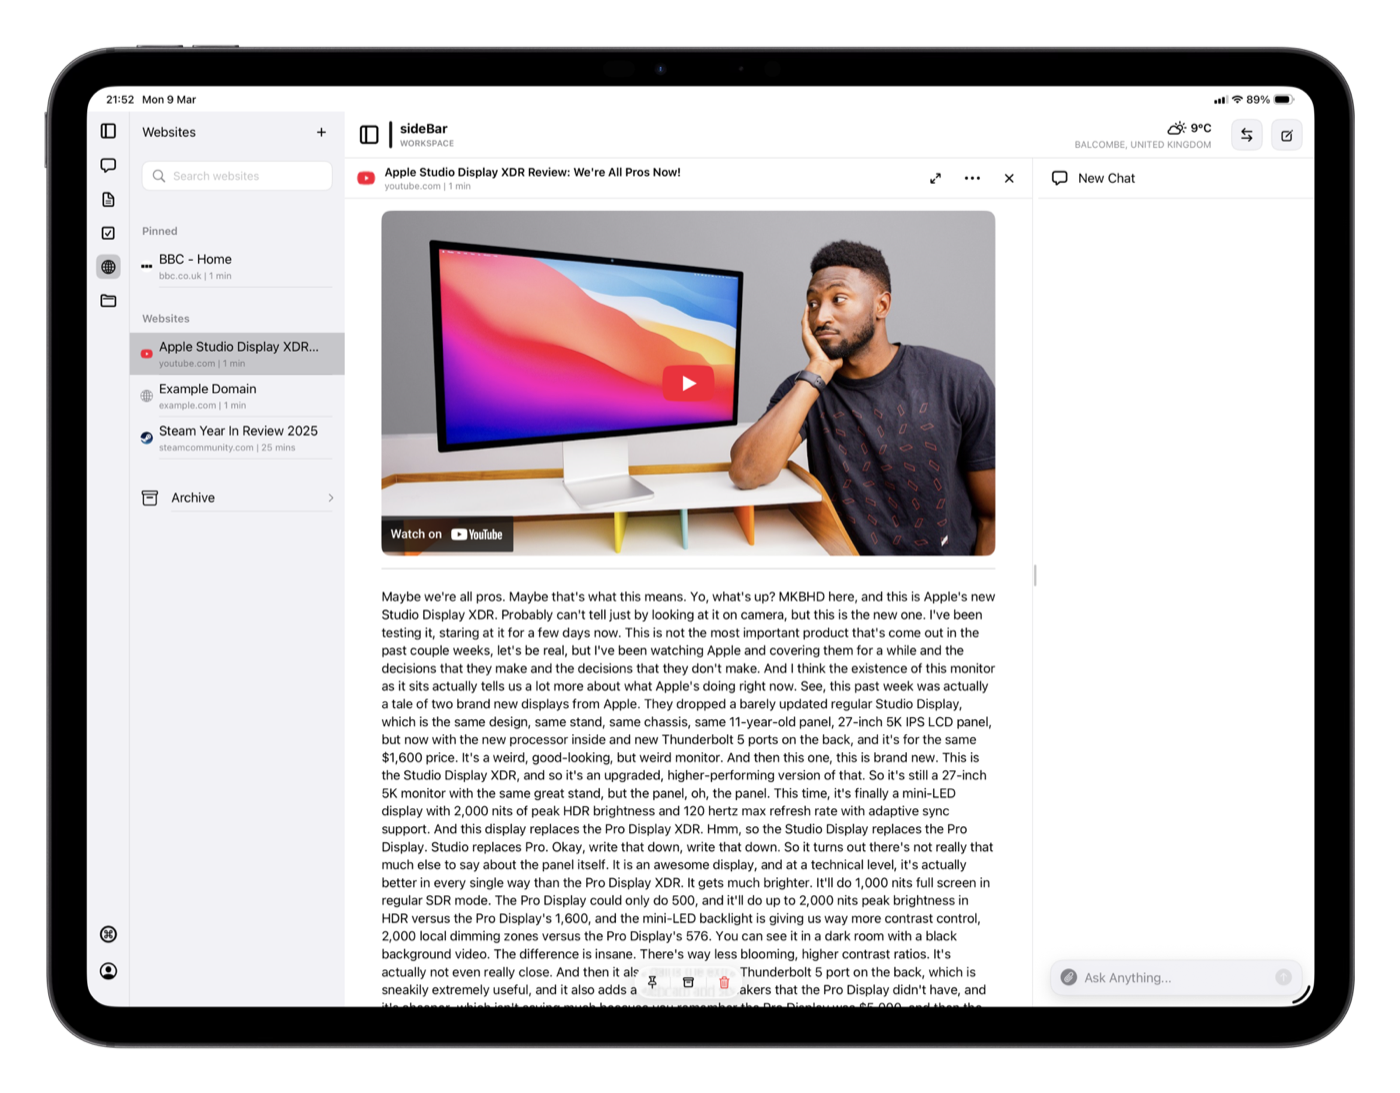 21:52 Mon 9 Mar
89%
Websites
+
Search websites
Pinned
BBC - Home
bbc.co.uk | 1 min
Websites
Apple Studio Display XDR...
youtube.com | 1 min
Example Domain
example.com | 1 min
Steam Year In Review 2025
steamcommunity.com | 25 mins
Archive
sideBar
WORKSPACE
9°C
BALCOMBE, UNITED KINGDOM
Apple Studio Display XDR Review: We're All Pros Now!
youtube.com | 1 min
Watch on YouTube
Maybe we're all pros. Maybe that's what this means. Yo, what's up? MKBHD here, and this is Apple's new
Studio Display XDR. Probably can't tell just by looking at it on camera, but this is the new one. I've been
testing it, staring at it for a few days now. This is not the most important product that's come out in the
past couple weeks, let's be real, but I've been watching Apple and covering them for a while and the
decisions that they make and the decisions that they don't make. And I think the existence of this monitor
as it sits actually tells us a lot more about what Apple's doing right now. See, this past week was actually
a tale of two brand new displays from Apple. They dropped a barely updated regular Studio Display,
which is the same design, same stand, same chassis, same 11-year-old panel, 27-inch 5K IPS LCD panel,
but now with the new processor inside and new Thunderbolt 5 ports on the back, and it's for the same
$1,600 price. It's a weird, good-looking, but weird monitor. And then this one, this is brand new. This is
the Studio Display XDR, and so it's an upgraded, higher-performing version of that. So it's still a 27-inch
5K monitor with the same great stand, but the panel, oh, the panel. This time, it's finally a mini-LED
display with 2,000 nits of peak HDR brightness and 120 hertz max refresh rate with adaptive sync
support. And this display replaces the Pro Display XDR. Hmm, so the Studio Display replaces the Pro
Display. Studio replaces Pro. Okay, write that down, write that down. So it turns out there's not really that
much else to say about the panel itself. It is an awesome display, and at a technical level, it's actually
better in every single way than the Pro Display XDR. It gets much brighter. It'll do 1,000 nits full screen in
regular SDR mode. The Pro Display could only do 500, and it'll do up to 2,000 nits peak brightness in
HDR versus the Pro Display's 1,600, and the mini-LED backlight is giving us way more contrast control,
2,000 local dimming zones versus the Pro Display's 576. You can see it in a dark room with a black
background video. The difference is insane. There's way less blooming, higher contrast ratios. It's
actually not even really close. And then it als Thunderbolt 5 port on the back, which is
sneakily extremely useful, and it also adds a akers that the Pro Display didn't have, and
New Chat
Ask Anything...